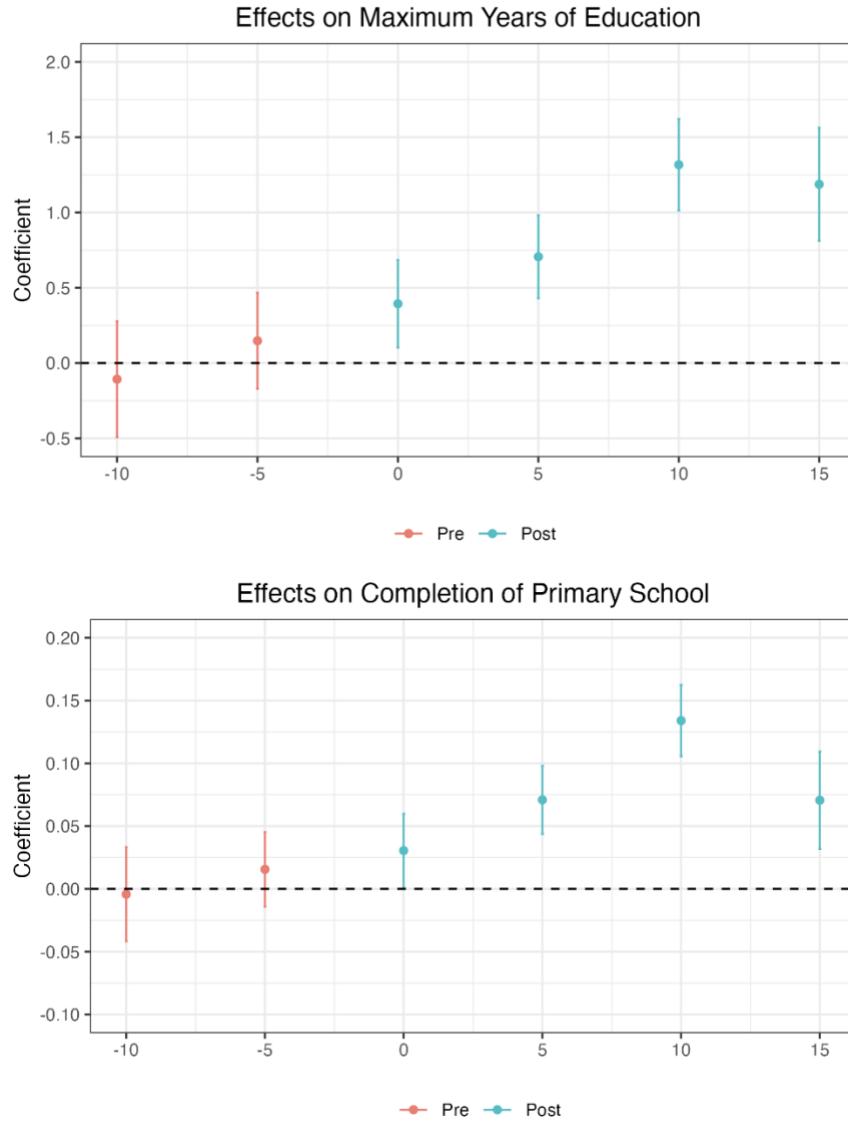 Effects on Maximum Years of Education
2.0
1.5
1.0
0.5
0.0
-0.5
Coefficient
-10 -5 0 5 10 15
Pre Post
Effects on Completion of Primary School
0.20
0.15
0.10
0.05
0.00
-0.05
-0.10
Coefficient
-10 -5 0 5 10 15
Pre Post